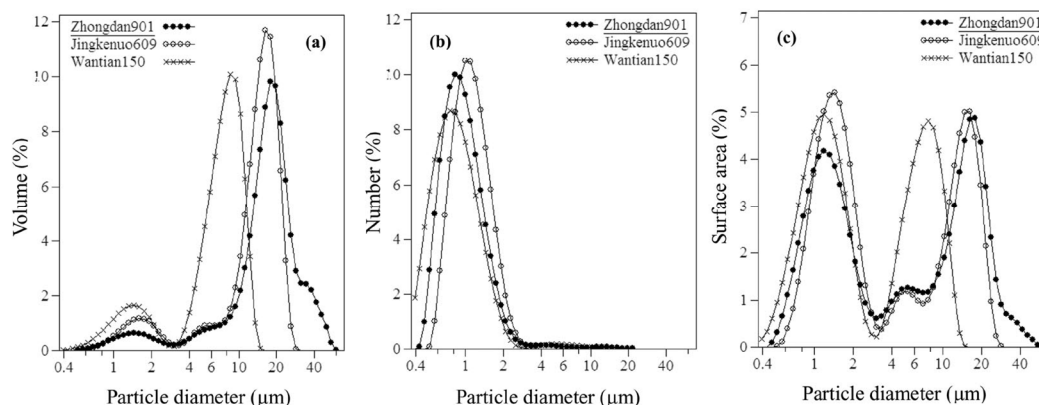 Volume (%)
12
10
8
6
4
2
0
Zhongdan901
Jingkenuo609
Wantian150
(a)
0.4 1 2 4 6 10 20 40
Particle diameter (μm)
Number (%)
12
10
8
6
4
2
0
(b)
Zhongdan901
Jingkenuo609
Wantian150
0.4 1 2 4 6 10 20 40
Particle diameter (μm)
Surface area (%)
7
6
5
4
3
2
1
0
(c)
Zhongdan901
Jingkenuo609
Wantian150
0.4 1 2 4 6 10 20 40
Particle diameter (μm)